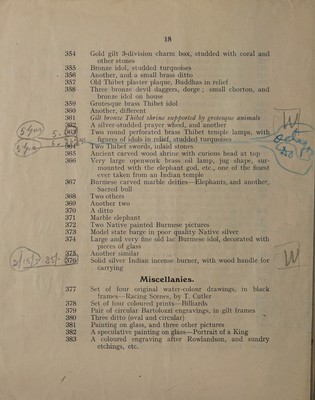 18
354 Gold gilt 3-division charm box, studded with coral and
other stones
355 Bronze idol, studded turquoises
356 Another, and a small brass ditto
357 Old Thibet plaster plaque, Buddhas in relief
358 Three bronze devil daggers, dorge ; small chorton, and
bronze idol on house
359 Grotesque brass Thibet idol
360 Another, different
361 Gilt bronze Thibet shrine supported by grotesque animals
362 A silver-studded prayer wheel, and another
363 Two round perforated brass Thibet temple lamps, with
figures of idols in relief, studded turquoises
364 Two Thibet swords, inlaid stones
365 Ancient carved wood shrine with curious head at top
366 Very large openwork brass oil lamp, jug shape, sur-
mounted with the elephant god, etc., one of the finest
ever taken from an Indian temple
367 Burmese carved marble deities—Elephants, and another,
Sacred bull
368 Two others
369 Another two
370 A ditto
371 Marble elephant
372 Two Native painted Burmese pictures
373 Model state barge in poor quality Native silver
374 Large and very fine old lac Burmese idol, decorated with
pieces of glass
375 Another similar
376 Solid silver Indian incense burner, with wood handle for
carrying
W
Miscellanies.
377 Set of four original water-colour drawings, in black
frames—Racing Scenes, by T. Cutler
378 Set of four coloured prints—Billiards
379 Pair of circular Bartolozzi engravings, in gilt frames
380 Three ditto (oval and circular)
381 Painting on glass, and three other pictures
382 A speculative painting on glass—Portrait of a King
383 A coloured engraving after Rowlandson, and sundry
etchings, etc.